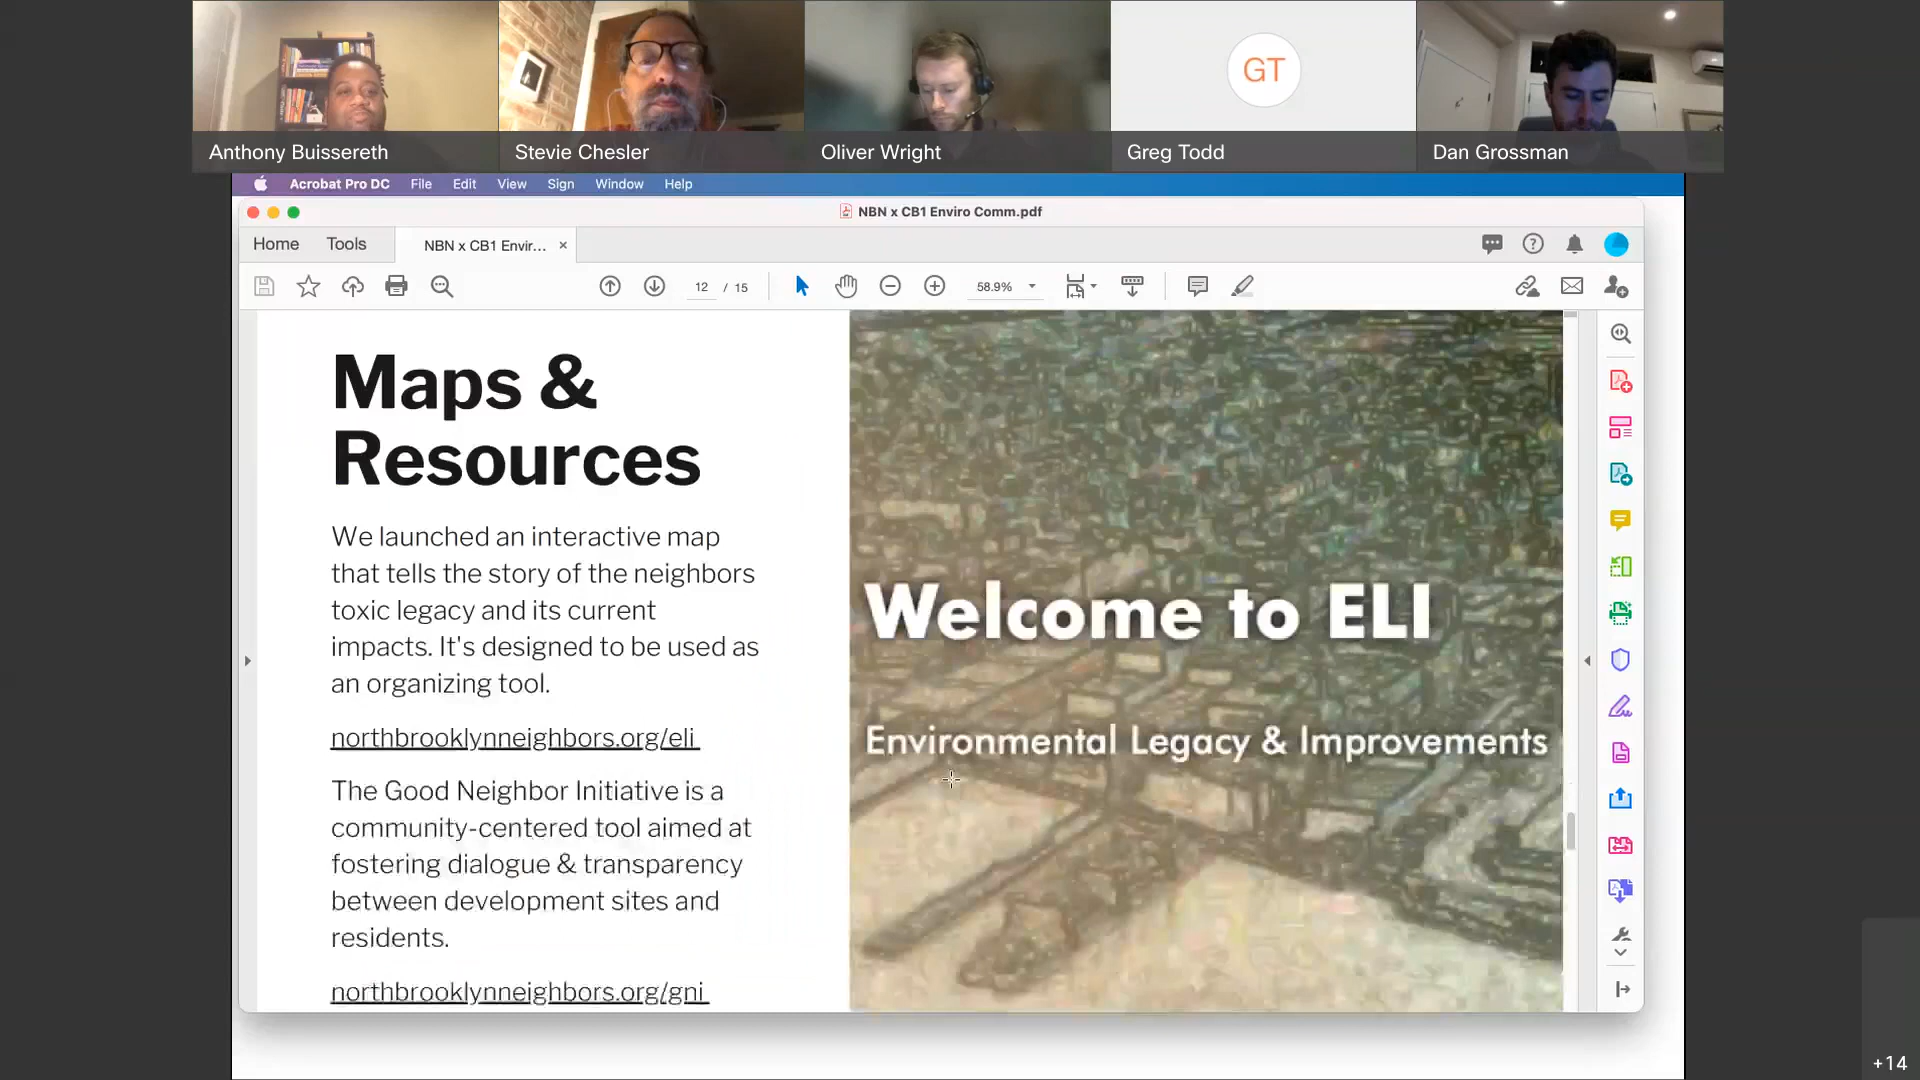 GT
Anthony Buissereth
Stevie Chesler
Oliver Wright
Greg Todd
Dan Grossman
Acrobat Pro DC File Edit View Sign Window Help
NBN x CB1 Enviro Comm.pdf
Home Tools NBN x CB1 Envir... ×
12 / 15 58.9%
Maps &
Resources
We launched an interactive map
that tells the story of the neighbors
toxic legacy and its current
impacts. It's designed to be used as
an organizing tool.
northbrooklynneighbors.org/eli
The Good Neighbor Initiative is a
community-centered tool aimed at
fostering dialogue & transparency
between development sites and
residents.
northbrooklynneighbors.org/gni
Welcome to ELI
Environmental Legacy & Improvements
+14